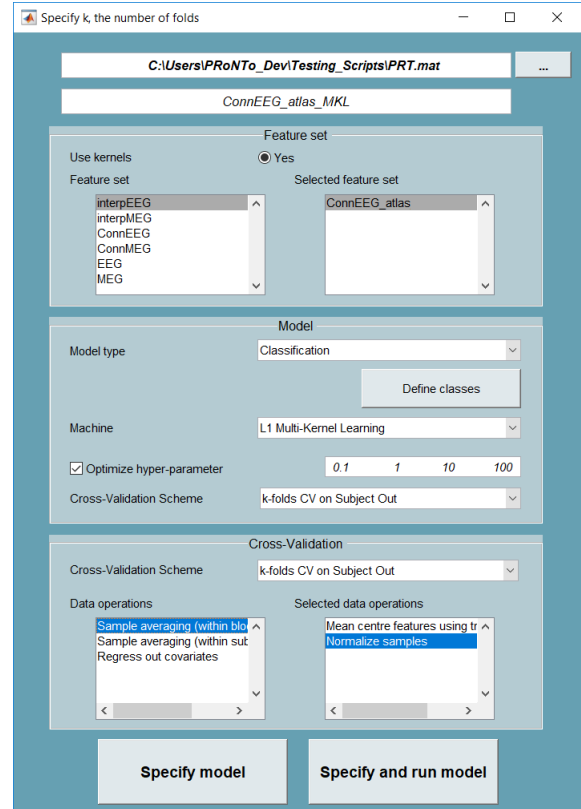 Specify k, the number of folds
C:\Users\PRoNTo_Dev\Testing_Scripts\PRT.mat
...
ConnEEG_atlas_MKL
Feature set
Use kernels
Yes
Feature set
Selected feature set
interpEEG
interpMEG
ConnEEG
ConnMEG
EEG
MEG
ConnEEG_atlas
Model
Model type
Classification
Define classes
Machine
L1 Multi-Kernel Learning
Optimize hyper-parameter
0.1 1 10 100
Cross-Validation Scheme
k-folds CV on Subject Out
Cross-Validation
Cross-Validation Scheme
k-folds CV on Subject Out
Data operations
Selected data operations
Sample averaging (within bloc
Sample averaging (within sub
Regress out covariates
Mean centre features using tr
Normalize samples
Specify model
Specify and run model